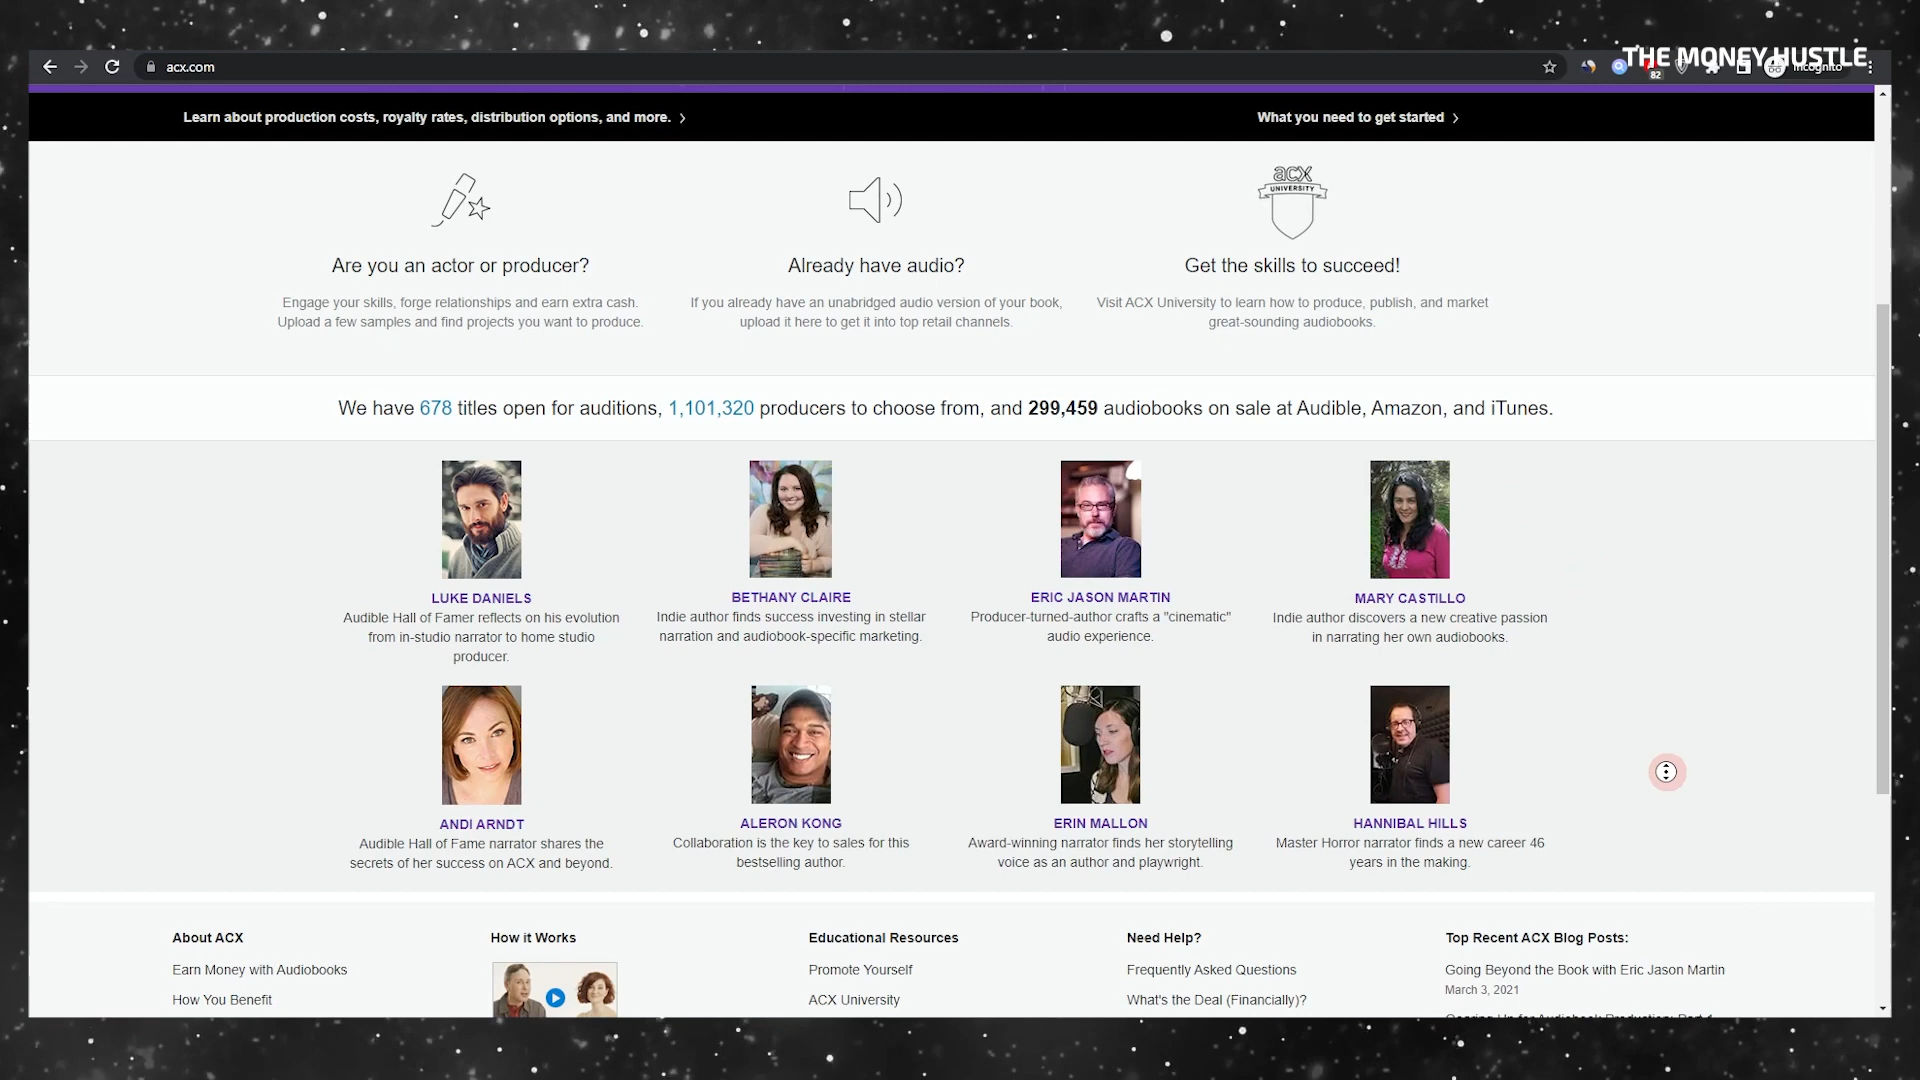 THE MONEY HUSTLE
acx.com
82
Incognito
Learn about production costs, royalty rates, distribution options, and more. >
What you need to get started >
acx
UNIVERSITY
Are you an actor or producer?
Engage your skills, forge relationships and earn extra cash.
Upload a few samples and find projects you want to produce.
Already have audio?
If you already have an unabridged audio version of your book,
upload it here to get it into top retail channels.
Get the skills to succeed!
Visit ACX University to learn how to produce, publish, and market
great-sounding audiobooks.
We have 678 titles open for auditions, 1,101,320 producers to choose from, and 299,459 audiobooks on sale at Audible, Amazon, and iTunes.
LUKE DANIELS
Audible Hall of Famer reflects on his evolution
from in-studio narrator to home studio
producer.
BETHANY CLAIRE
Indie author finds success investing in stellar
narration and audiobook-specific marketing.
ERIC JASON MARTIN
Producer-turned-author crafts a "cinematic"
audio experience.
MARY CASTILLO
Indie author discovers a new creative passion
in narrating her own audiobooks.
ANDI ARNDT
Audible Hall of Fame narrator shares the
secrets of her success on ACX and beyond.
ALERON KONG
Collaboration is the key to sales for this
bestselling author.
ERIN MALLON
Award-winning narrator finds her storytelling
voice as an author and playwright.
HANNIBAL HILLS
Master Horror narrator finds a new career 46
years in the making.
About ACX
Earn Money with Audiobooks
How You Benefit
How it Works
Educational Resources
Promote Yourself
ACX University
Need Help?
Frequently Asked Questions
What's the Deal (Financially)?
Top Recent ACX Blog Posts:
Going Beyond the Book with Eric Jason Martin
March 3, 2021